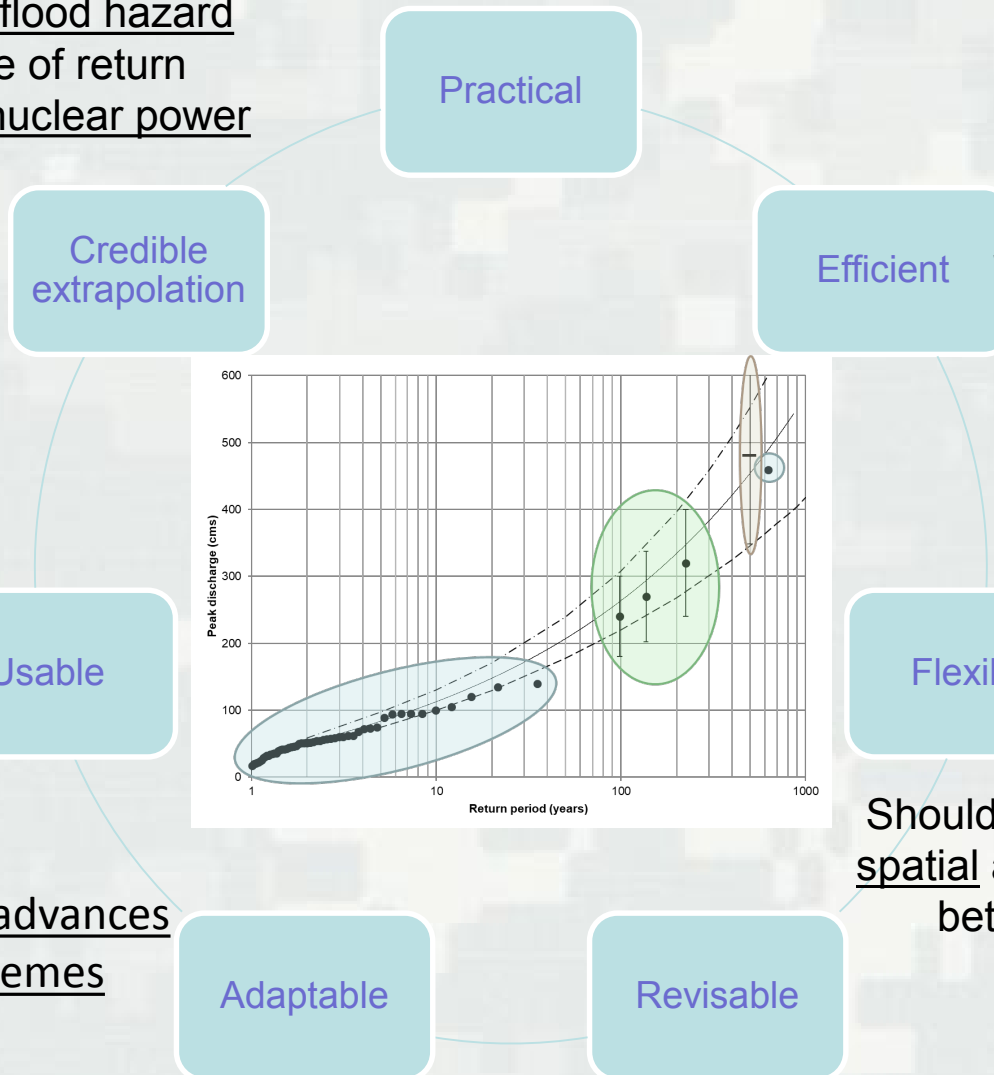 flood hazard
e of return
nuclear power
Practical
Credible
extrapolation
Efficient
600
500
400
300
200
100
0
Peak discharge (cms)
1
10
100
1000
Return period (years)
Usable
Flexil
Should
spatial
bet
advances
emes
Adaptable
Revisable